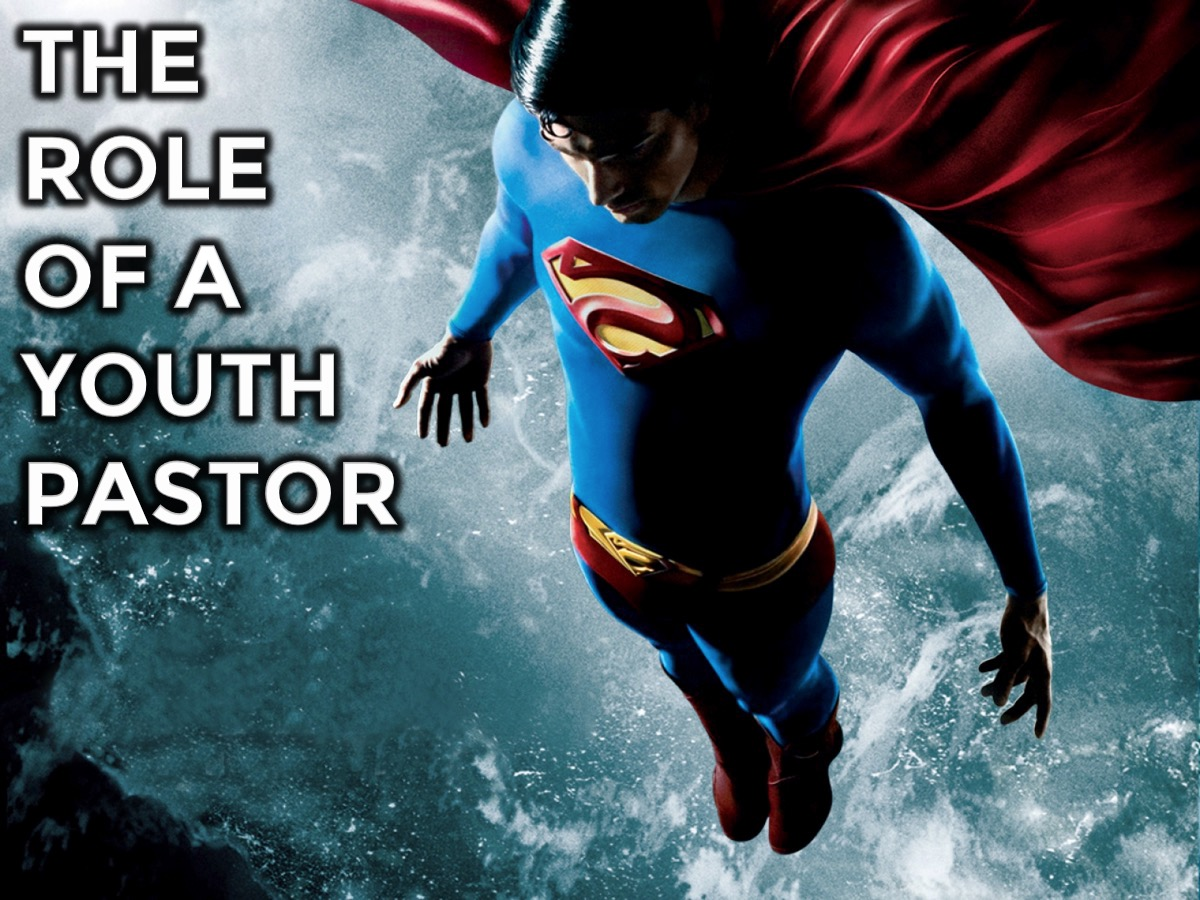 THE
ROLE
OF A
YOUTH
PASTOR
S